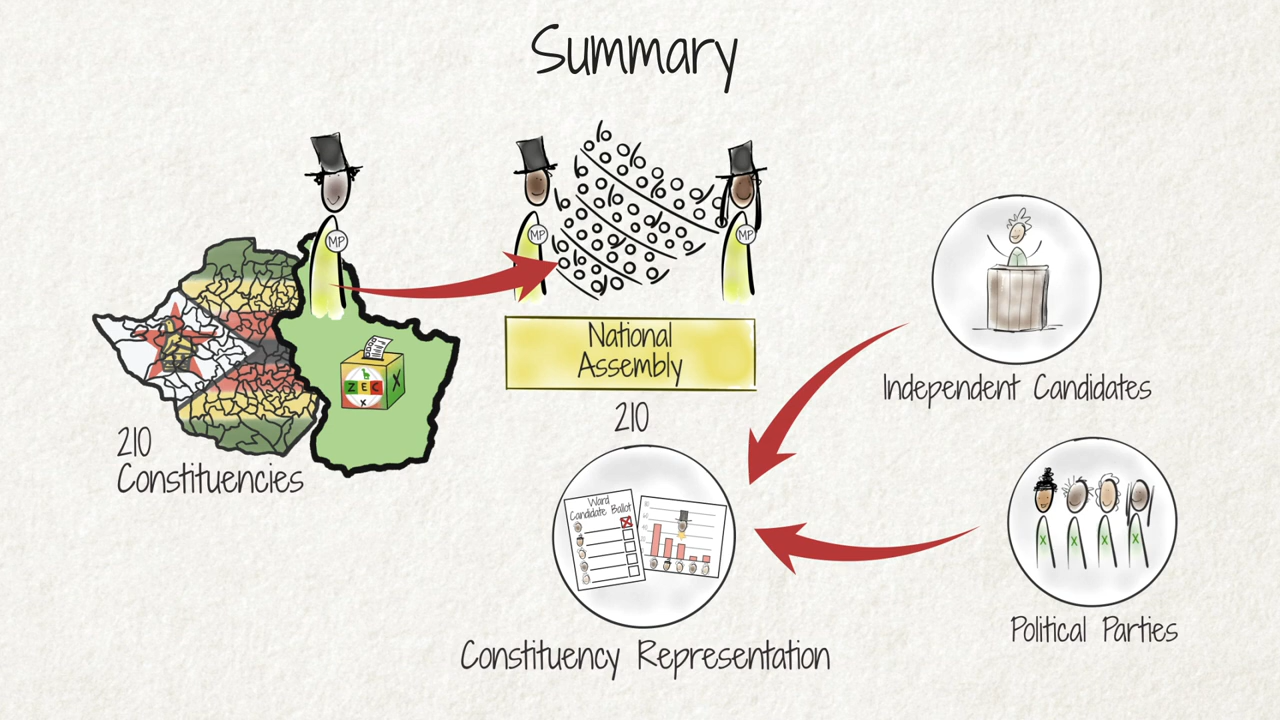 Summary
MP
MP
MP
National
Assembly
210
210
Constituencies
ZEC
X
X
Independent Candidates
Ward
Candidate Ballot
Constituency Representation
X X X X
Political Parties